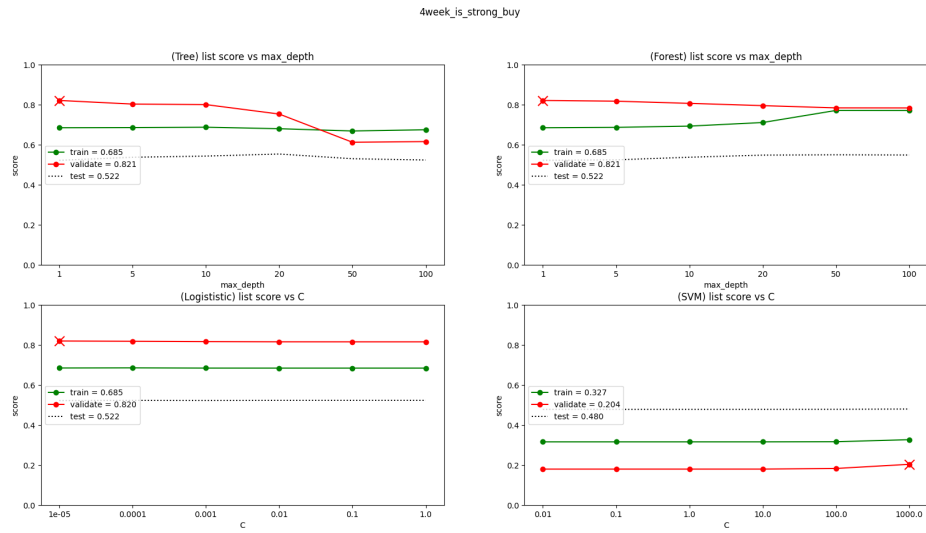 4week_is_strong_buy
(Tree) list score vs max_depth
1.0
0.8
0.6
0.4
0.2
0.0
score
train = 0.685
validate = 0.821
test = 0.522
1 5 10 20 50 100
max_depth
(Forest) list score vs max_depth
1.0
0.8
0.6
0.4
0.2
0.0
score
train = 0.685
validate = 0.821
test = 0.522
1 5 10 20 50 100
max_depth
(Logististic) list score vs C
1.0
0.8
0.6
0.4
0.2
0.0
score
train = 0.685
validate = 0.820
test = 0.522
1e-05 0.0001 0.001 0.01 0.1 1.0
C
(SVM) list score vs C
1.0
0.8
0.6
0.4
0.2
0.0
score
train = 0.327
validate = 0.204
test = 0.480
0.01 0.1 1.0 10.0 100.0 1000.0
C